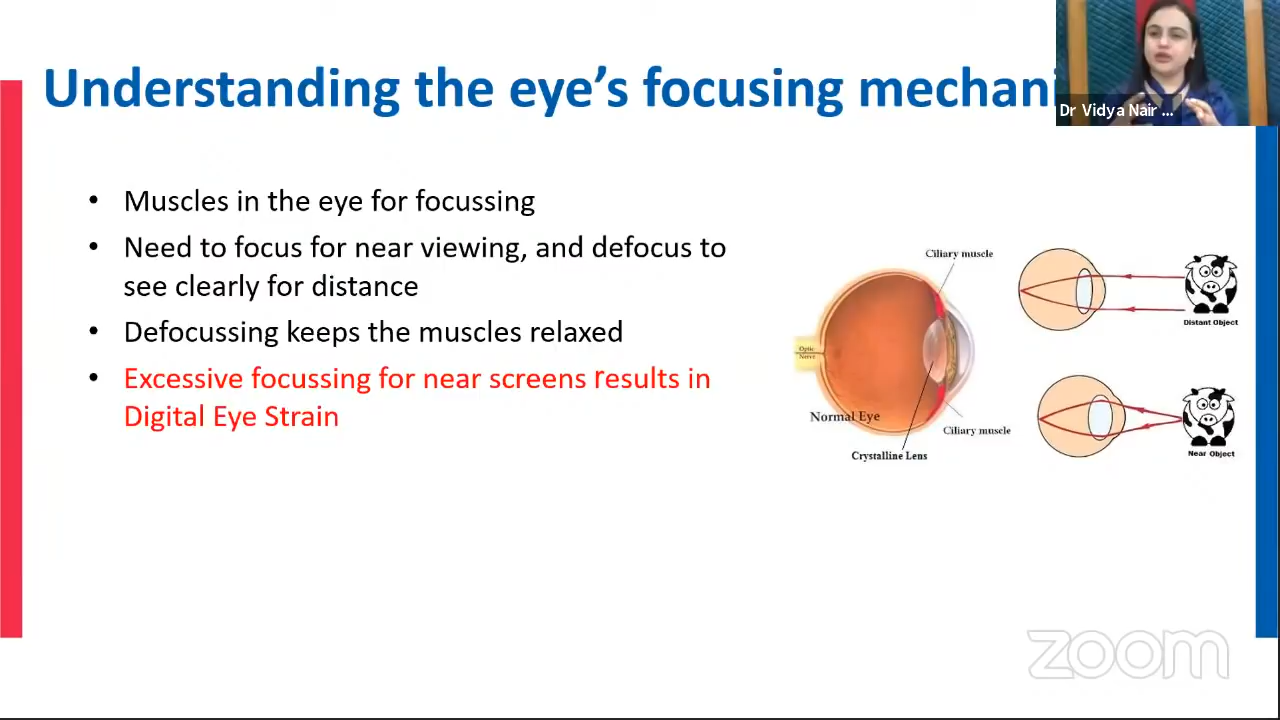 Understanding the eye’s focusing mechani
Dr Vidya Nair ...
• Muscles in the eye for focussing
• Need to focus for near viewing, and defocus to
see clearly for distance
• Defocussing keeps the muscles relaxed
• Excessive focussing for near screens results in
Digital Eye Strain
Ciliary muscle
Optic
Nerve
Normal Eye
Ciliary muscle
Crystalline Lens
Distant Object
Near Object
zoom